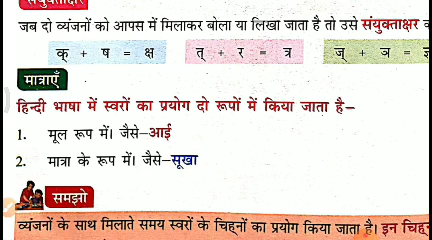 जब दो व्यंजनों को आपस में मिलाकर बोला या लिखा जाता है तो उसे संयुक्ताक्षर
क् + ष = क्ष त् + र = त्र ज् + ञ =
मात्राएँ
हिन्दी भाषा में स्वरों का प्रयोग दो रूपों में किया जाता है–
1. मूल रूप में। जैसे–आई
2. मात्रा के रूप में। जैसे–सूखा
समझो
व्यंजनों के साथ मिलाते समय स्वरों के चिह्नों का प्रयोग किया जाता है। इन